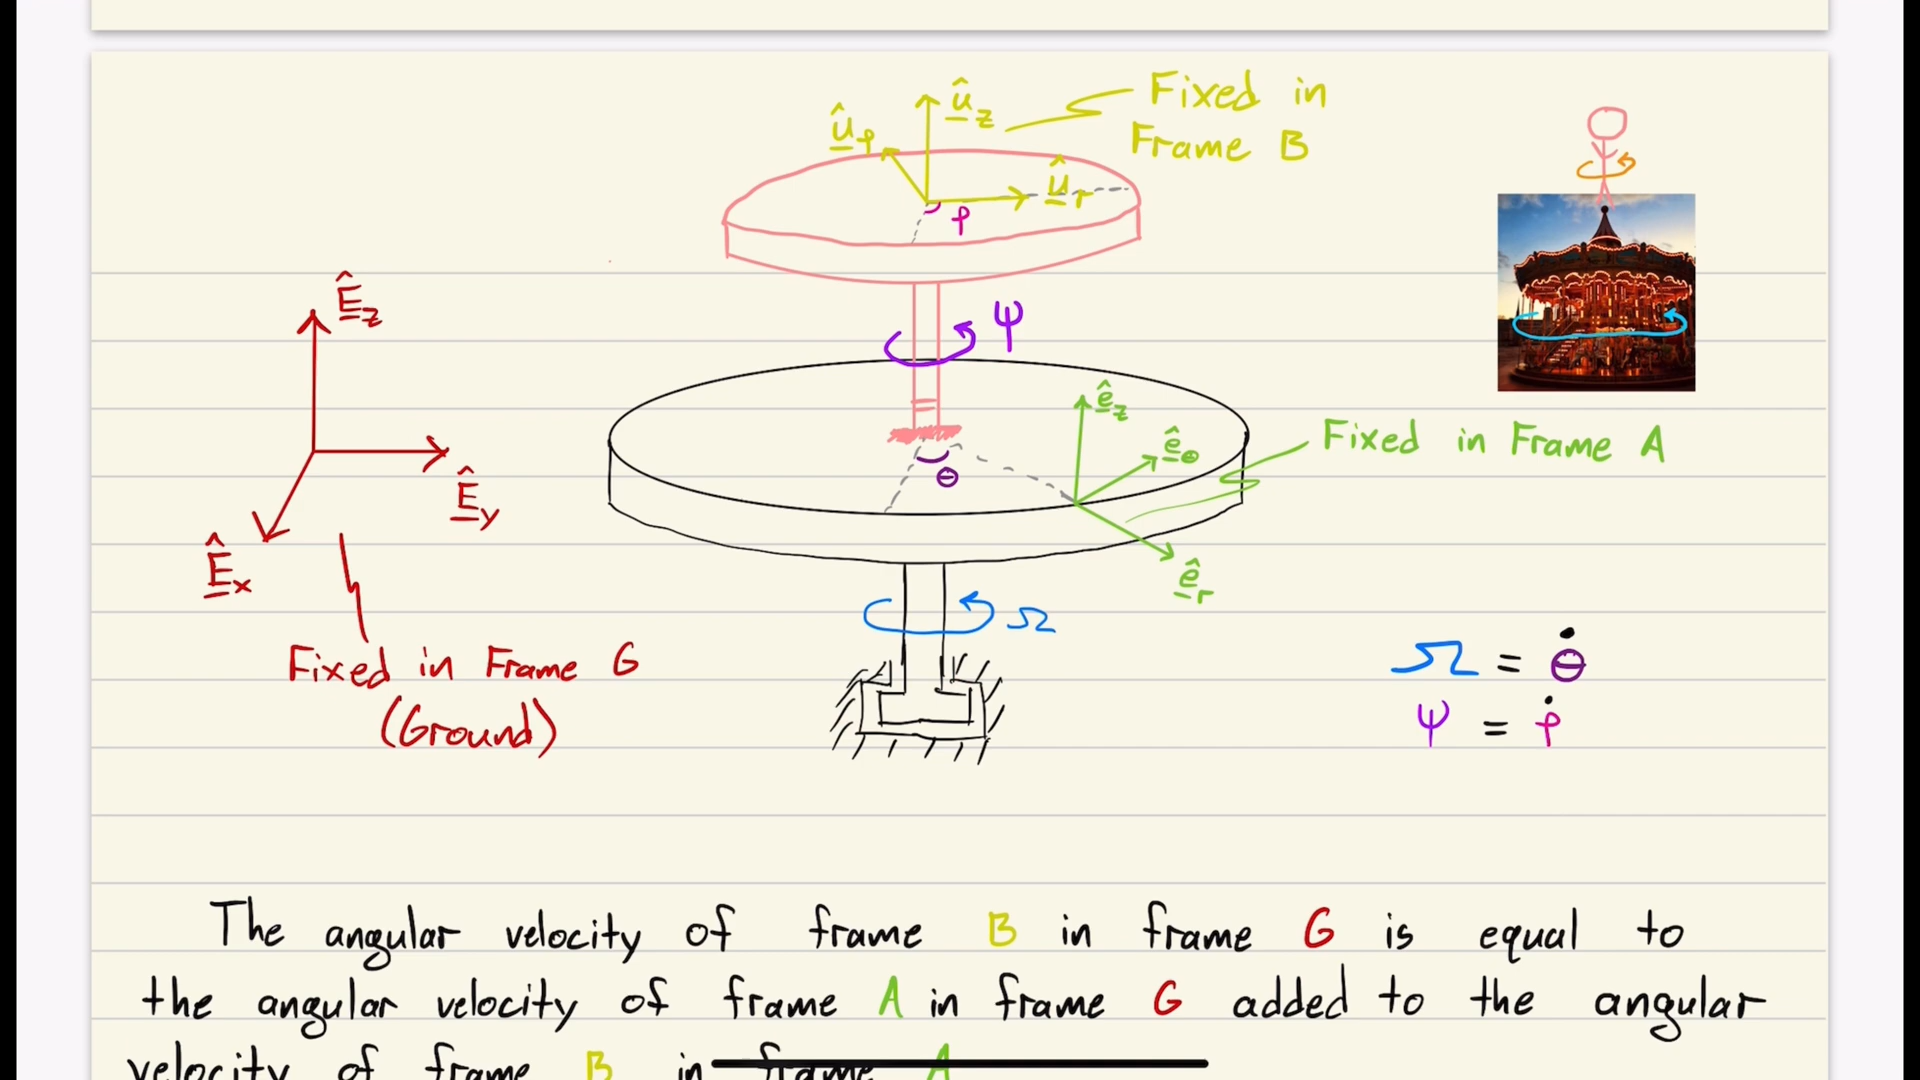 û_z
Fixed in
û_φ
Frame B
û_r
φ
Ê_z
Ψ
ê_z
Fixed in Frame A
ê_θ
θ
Ê_y
Ê_x
ê_r
Ω
Fixed in Frame G
(Ground)
Ω = θ̇
Ψ = φ̇
The angular velocity of frame B in frame G is equal to
the angular velocity of frame A in frame G added to the angular
velocity of frame B in frame A